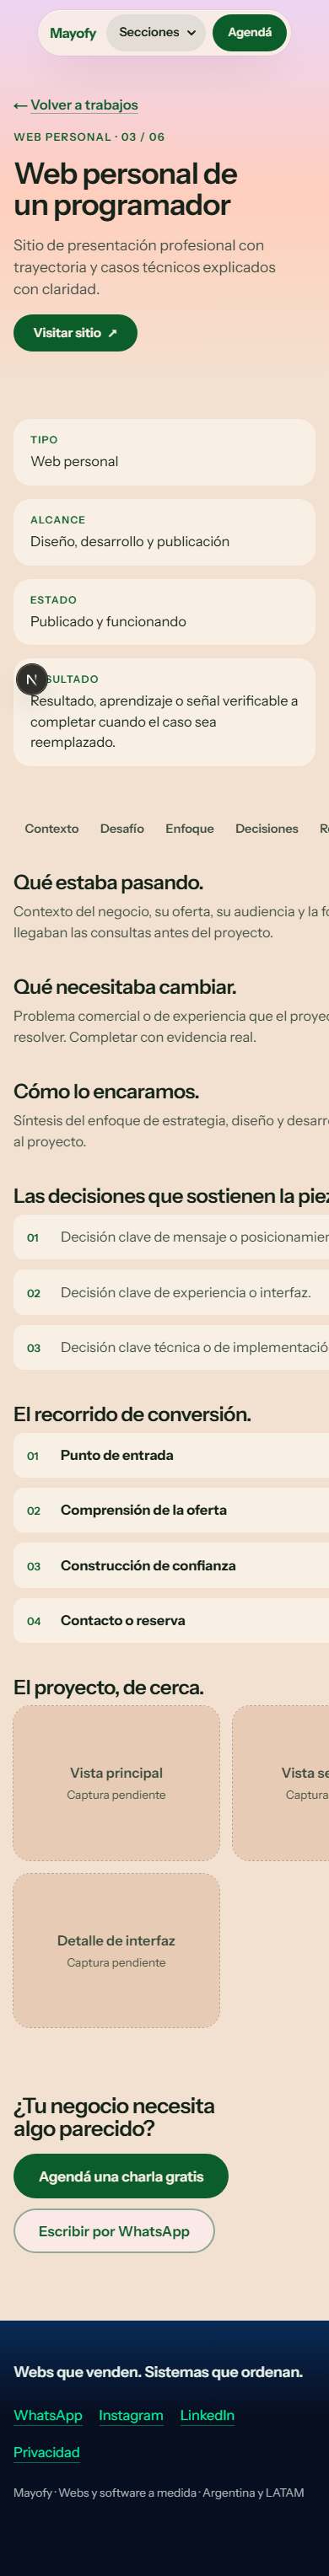 Mayofy
Secciones
Agendá
← Volver a trabajos
WEB PERSONAL · 03 / 06
Web personal de
un programador
Sitio de presentación profesional con
trayectoria y casos técnicos explicados
con claridad.
Visitar sitio ↗
TIPO
Web personal
ALCANCE
Diseño, desarrollo y publicación
ESTADO
Publicado y funcionando
N
Resultado, aprendizaje o señal verificable a
completar cuando el caso sea
reemplazado.
Contexto Desafío Enfoque Decisiones
Qué estaba pasando.
Contexto del negocio, su oferta, su audiencia y la
llegaban las consultas antes del proyecto.
Qué necesitaba cambiar.
Problema comercial o de experiencia que el
resolver. Completar con evidencia real.
Cómo lo encaramos.
Síntesis del enfoque de estrategia, diseño y
al proyecto.
Las decisiones que sostienen la
01 Decisión clave de mensaje o
02 Decisión clave de experiencia o interfaz.
03 Decisión clave técnica o de
El recorrido de conversión.
01 Punto de entrada
02 Comprensión de la oferta
03 Construcción de confianza
04 Contacto o reserva
El proyecto, de cerca.
Vista principal
Captura pendiente
Vista
Captura
Detalle de interfaz
Captura pendiente
¿Tu negocio necesita
algo parecido?
Agendá una charla gratis
Escribir por WhatsApp
Webs que venden. Sistemas que ordenan.
WhatsApp Instagram LinkedIn
Privacidad
Mayofy · Webs y software a medida · Argentina y LATAM